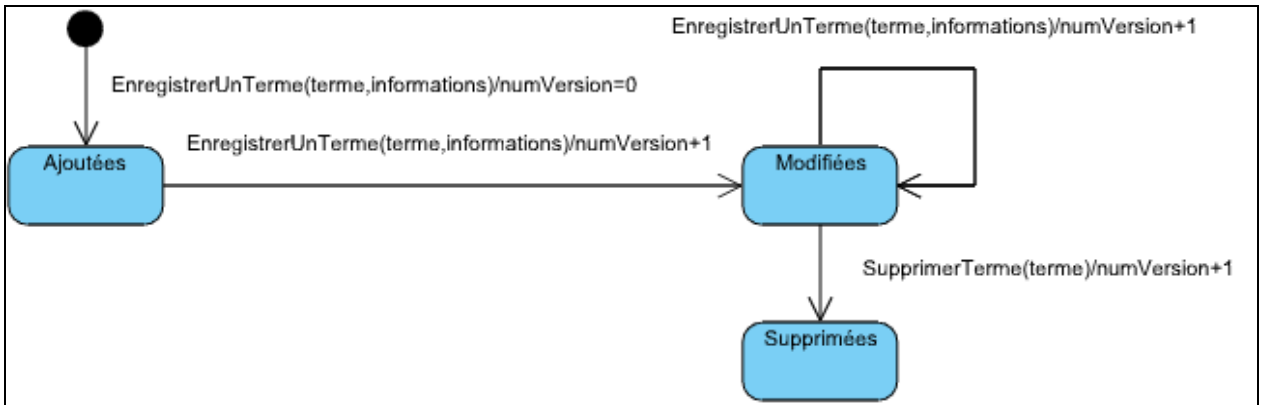 EnregistrerUnTerme(terme,informations)/numVersion+1
EnregistrerUnTerme(terme,informations)/numVersion=0
EnregistrerUnTerme(terme,informations)/numVersion+1
Ajoutées
Modifiées
SupprimerTerme(terme)/numVersion+1
Supprimées